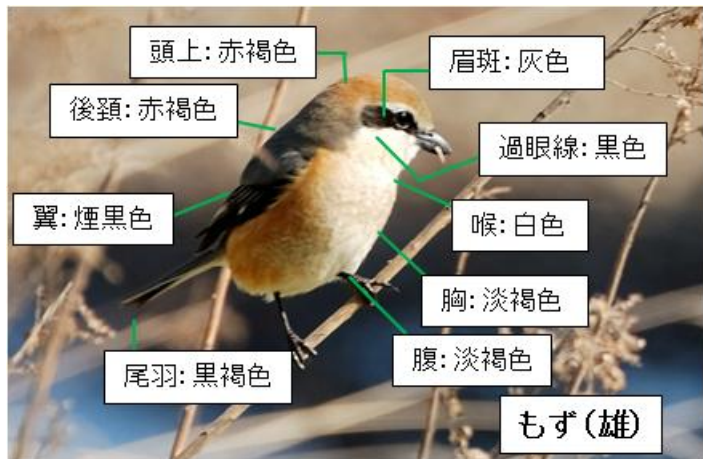 頭上:赤褐色
眉斑:灰色
後頚:赤褐色
過眼線:黒色
翼:煙黒色
喉:白色
胸:淡褐色
腹:淡褐色
尾羽:黒褐色
もず(雄)